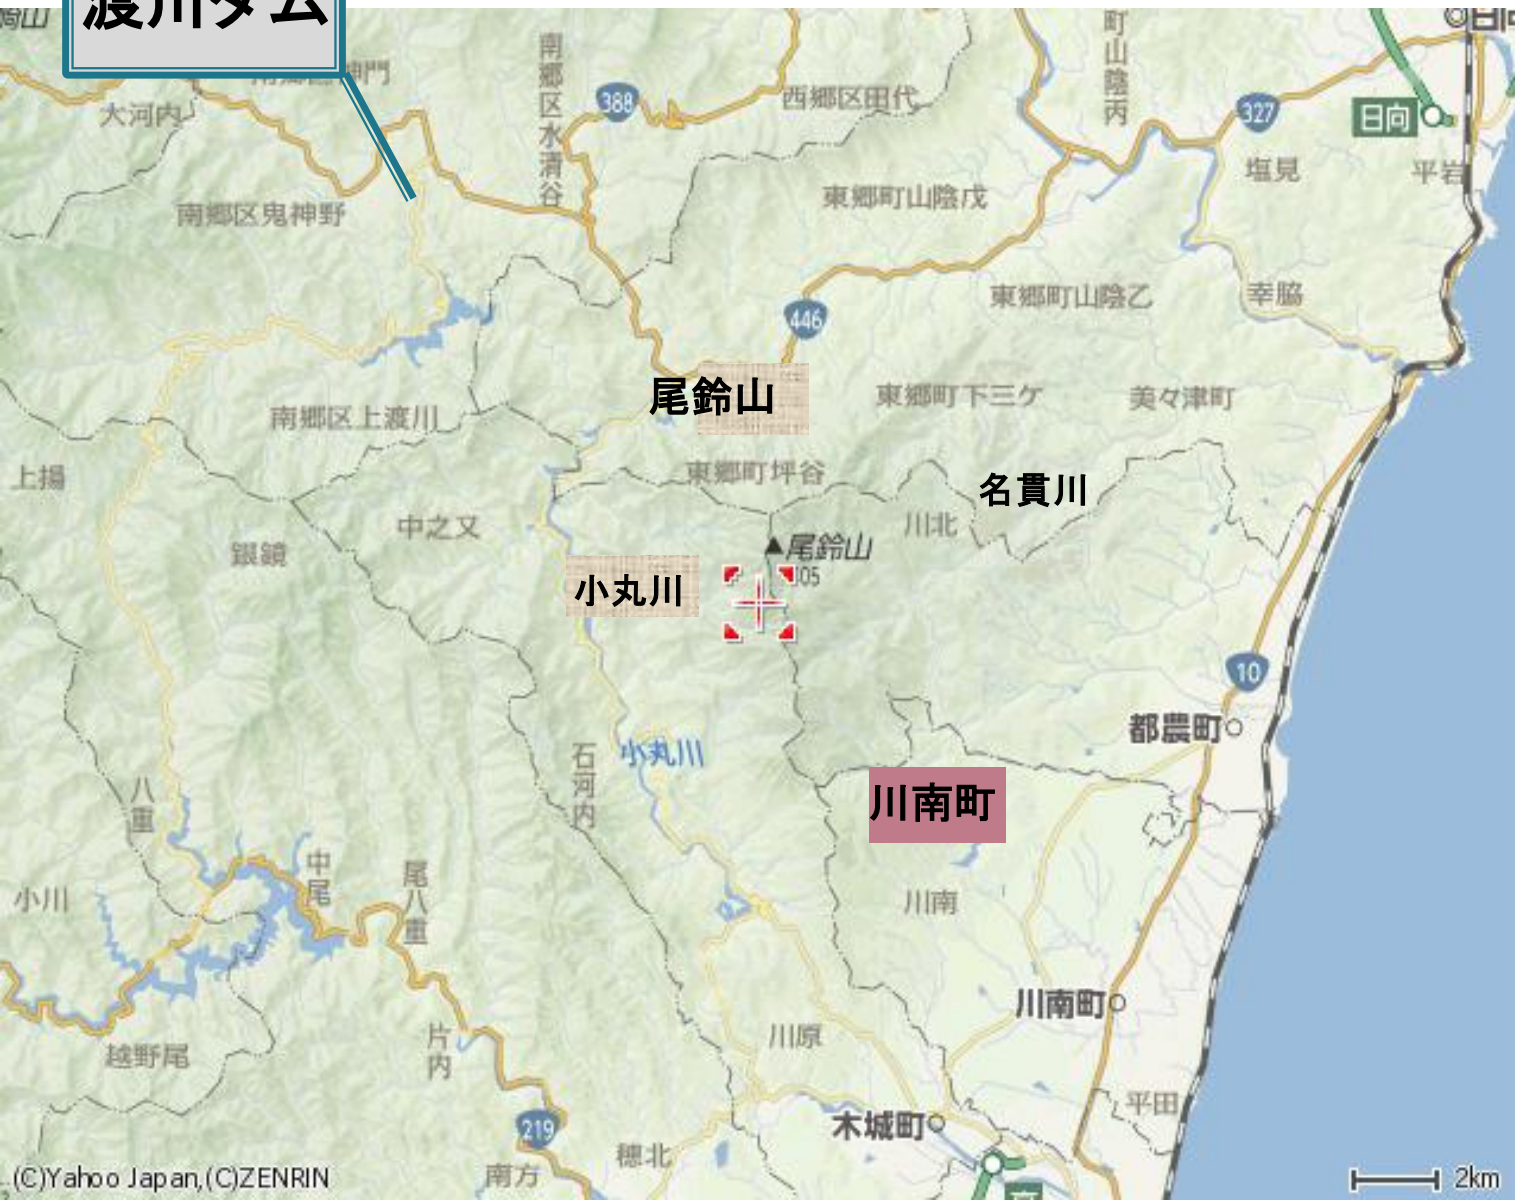 渡川ダム
南郷区水清谷
町山陰丙
388
西郷区田代
327
日向
大河内
塩見
平岩
南郷区鬼神野
東郷町山陰戊
東郷町山陰乙
幸脇
446
尾鈴山
東郷町下三ケ
美々津町
南郷区上渡川
上揚
東郷町坪谷
名貫川
中之又
川北
銀鏡
尾鈴山
小丸川
10
都農町
小丸川
石河内
八重
川南町
中尾
尾八重
小川
川南
川南町
片内
川原
越野尾
平田
219
木城町
穂北
南方
(C)Yahoo Japan,(C)ZENRIN
2km